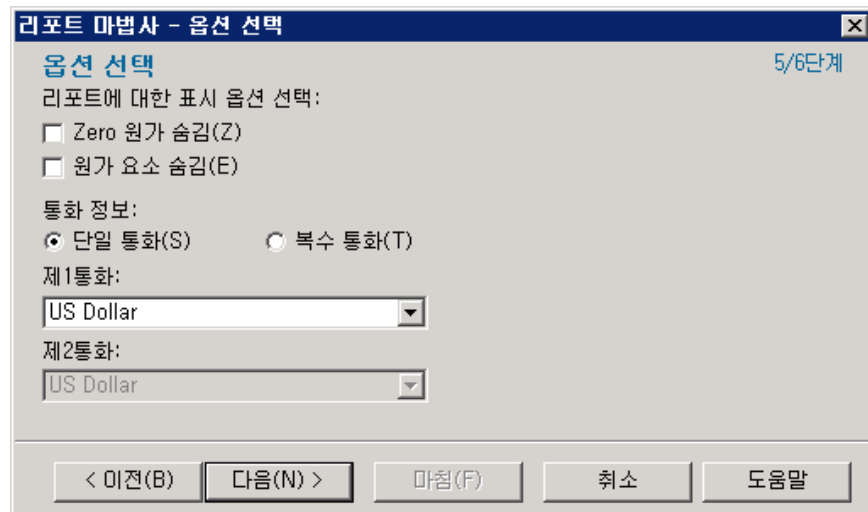 리포트 마법사 - 옵션 선택
옵션 선택 5/6단계
리포트에 대한 표시 옵션 선택:
Zero 원가 숨김(Z)
원가 요소 숨김(E)
통화 정보:
단일 통화(S) 복수 통화(T)
제1통화:
US Dollar
제2통화:
US Dollar
< 이전(B) 다음(N) > 마침(F) 취소 도움말